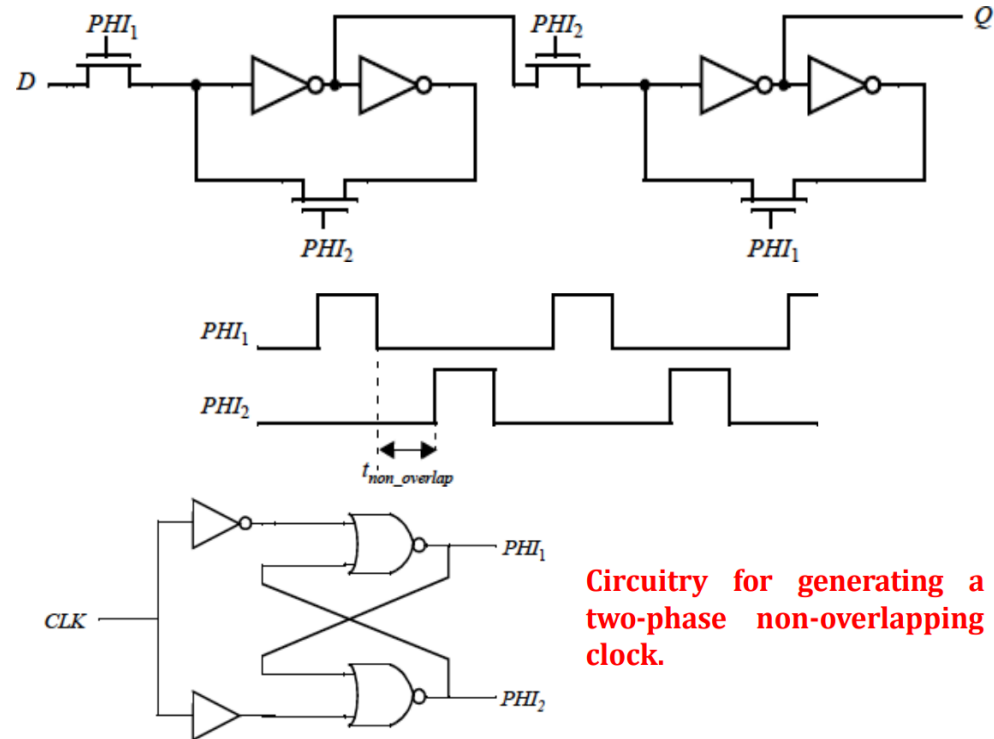 PHI1
PHI2
Q
D
PHI2
PHI1
PHI1
PHI2
tnon_overlap
PHI1
CLK
PHI2
Circuitry for generating a
two-phase non-overlapping
clock.